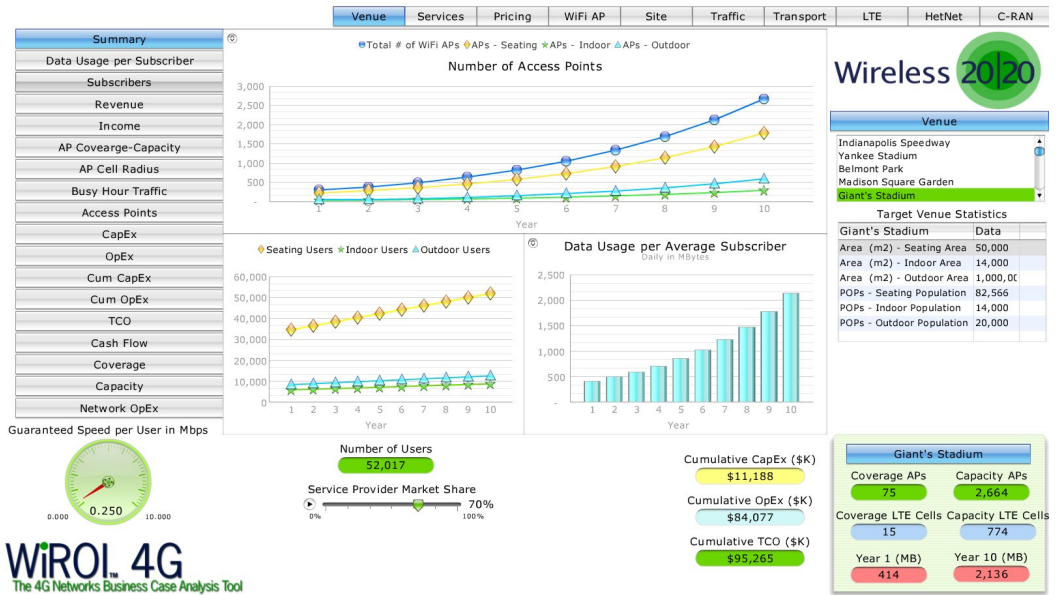 Venue Services Pricing WiFi AP Site Traffic Transport LTE HetNet C-RAN
Summary
Data Usage per Subscriber
Subscribers
Revenue
Income
AP Covearge-Capacity
AP Cell Radius
Busy Hour Traffic
Access Points
CapEx
OpEx
Cum CapEx
Cum OpEx
TCO
Cash Flow
Coverage
Capacity
Network OpEx
Total # of WiFi APs APs - Seating APs - Indoor APs - Outdoor
Number of Access Points
3,000
2,500
2,000
1,500
1,000
500
-
1 2 3 4 5 6 7 8 9 10
Year
Seating Users Indoor Users Outdoor Users
60,000
50,000
40,000
30,000
20,000
10,000
0
1 2 3 4 5 6 7 8 9 10
Year
Data Usage per Average Subscriber
Daily in MBytes
2,500
2,000
1,500
1,000
500
-
1 2 3 4 5 6 7 8 9 10
Year
Wireless 20|20
Venue
Indianapolis Speedway
Yankee Stadium
Belmont Park
Madison Square Garden
Giant's Stadium
Target Venue Statistics
Giant's Stadium Data
Area (m2) - Seating Area 50,000
Area (m2) - Indoor Area 14,000
Area (m2) - Outdoor Area 1,000,00
POPs - Seating Population 82,566
POPs - Indoor Population 14,000
POPs - Outdoor Population 20,000
Guaranteed Speed per User in Mbps
0.250
0.000 10.000
Number of Users
52,017
Service Provider Market Share
70%
0% 100%
Cumulative CapEx ($K)
$11,188
Cumulative OpEx ($K)
$84,077
Cumulative TCO ($K)
$95,265
Giant's Stadium
Coverage APs Capacity APs
75 2,664
Coverage LTE Cells Capacity LTE Cells
15 774
Year 1 (MB) Year 10 (MB)
414 2,136
WiROI™ 4G
The 4G Networks Business Case Analysis Tool